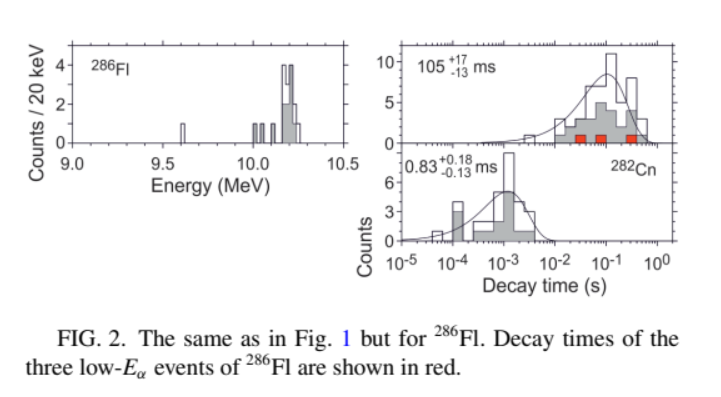 286Fl
4
2
0
Counts / 20 keV
9.0 9.5 10.0 10.5
Energy (MeV)
105 +17 -13 ms
10
5
0
0.83 +0.18 -0.13 ms
282Cn
6
3
0
Counts
10-5 10-4 10-3 10-2 10-1 100
Decay time (s)
FIG. 2. The same as in Fig. 1 but for 286Fl. Decay times of the
three low-Eα events of 286Fl are shown in red.